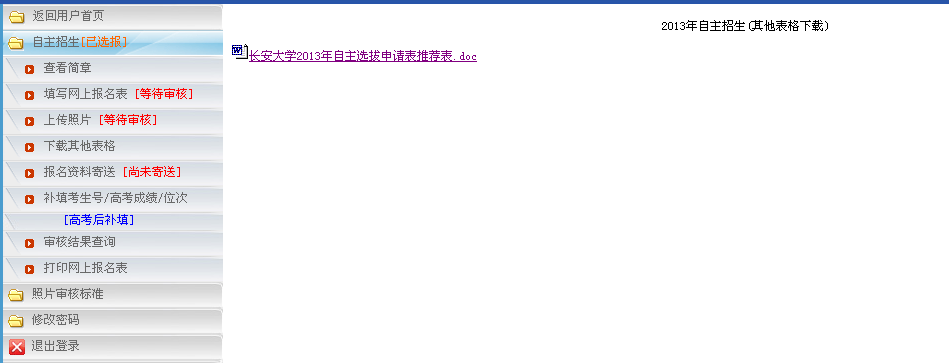 返回用户首页
自主招生[已选报]
查看简章
填写网上报名表 [等待审核]
上传照片 [等待审核]
下载其他表格
报名资料寄送 [尚未寄送]
补填考生号/高考成绩/位次
[高考后补填]
审核结果查询
打印网上报名表
照片审核标准
修改密码
退出登录
2013年自主招生(其他表格下载)
长安大学2013年自主选拔申请表推荐表.doc